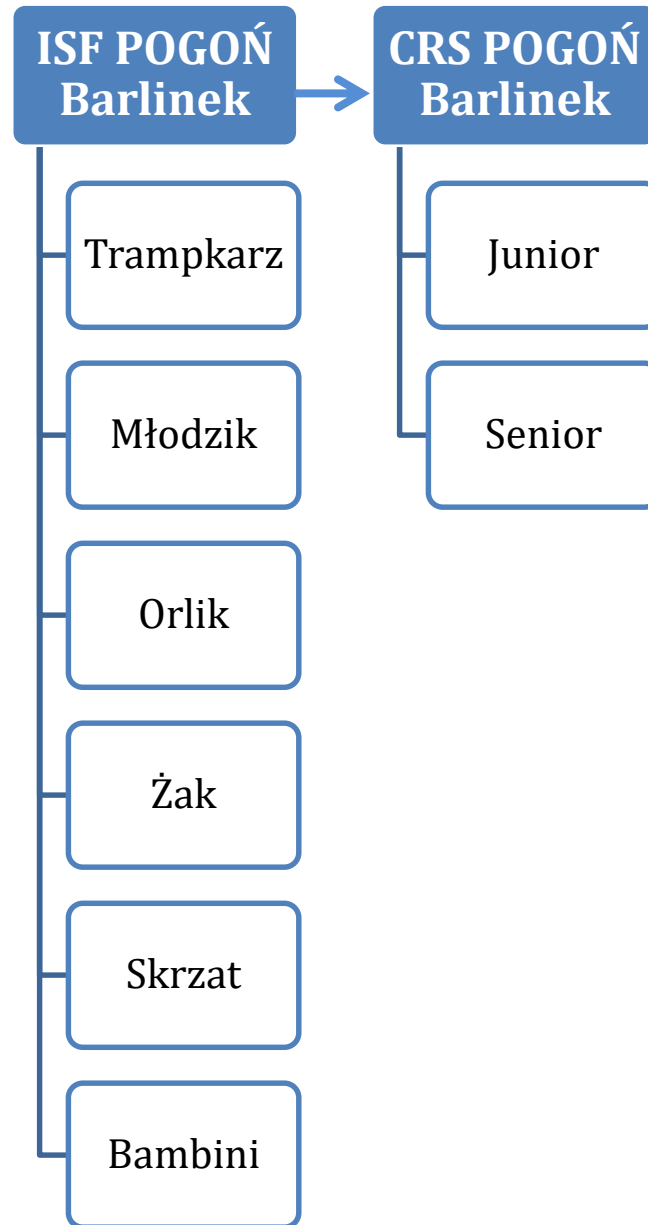 ISF POGOŃ
Barlinek
Trampkarz
Młodzik
Orlik
Żak
Skrzat
Bambini
CRS POGOŃ
Barlinek
Junior
Senior